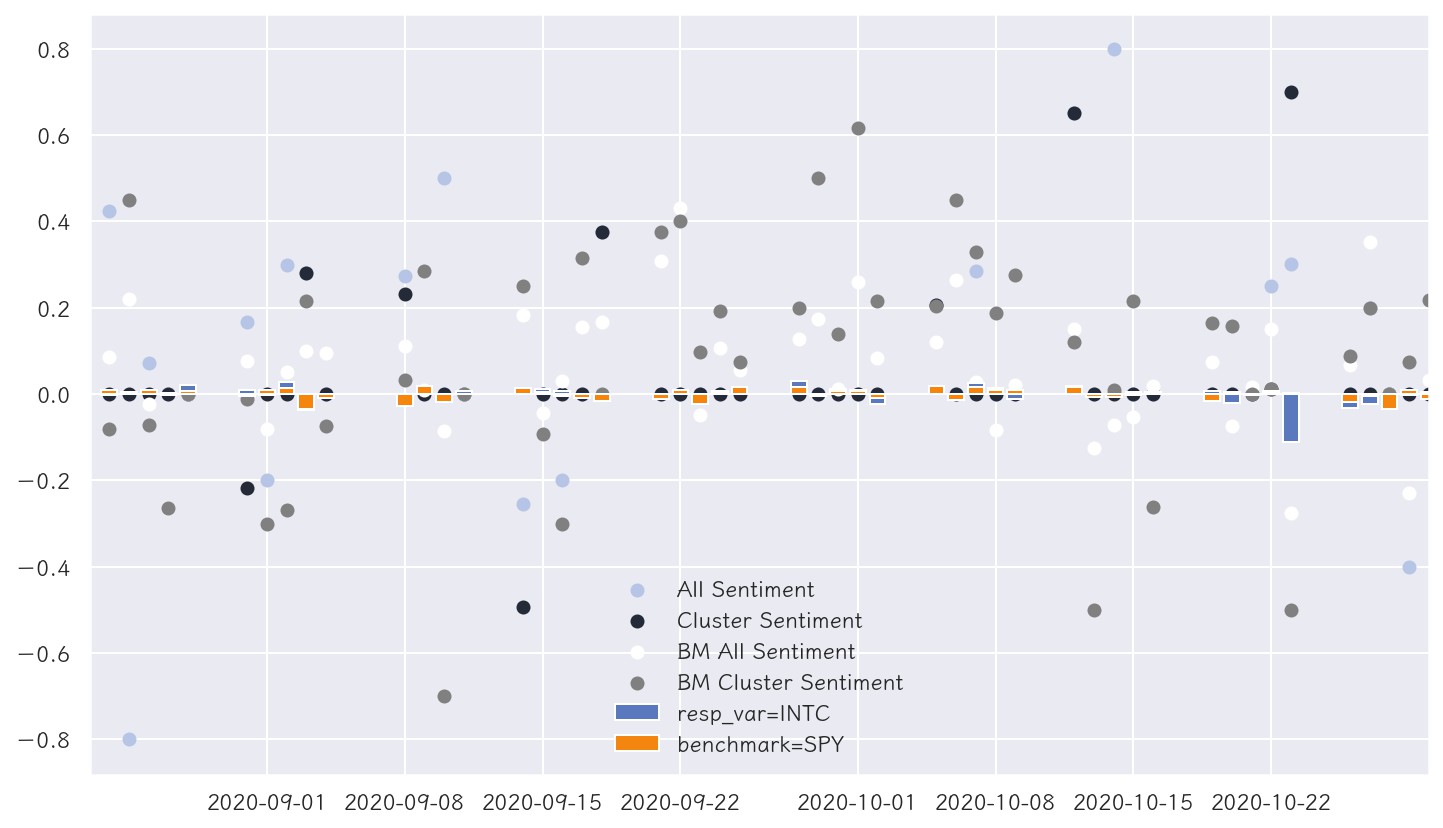 0.8
0.6
0.4
0.2
0.0
−0.2
−0.4
−0.6
−0.8
All Sentiment
Cluster Sentiment
BM All Sentiment
BM Cluster Sentiment
resp_var=INTC
benchmark=SPY
2020-09-01 2020-09-08 2020-09-15 2020-09-22 2020-10-01 2020-10-08 2020-10-15 2020-10-22